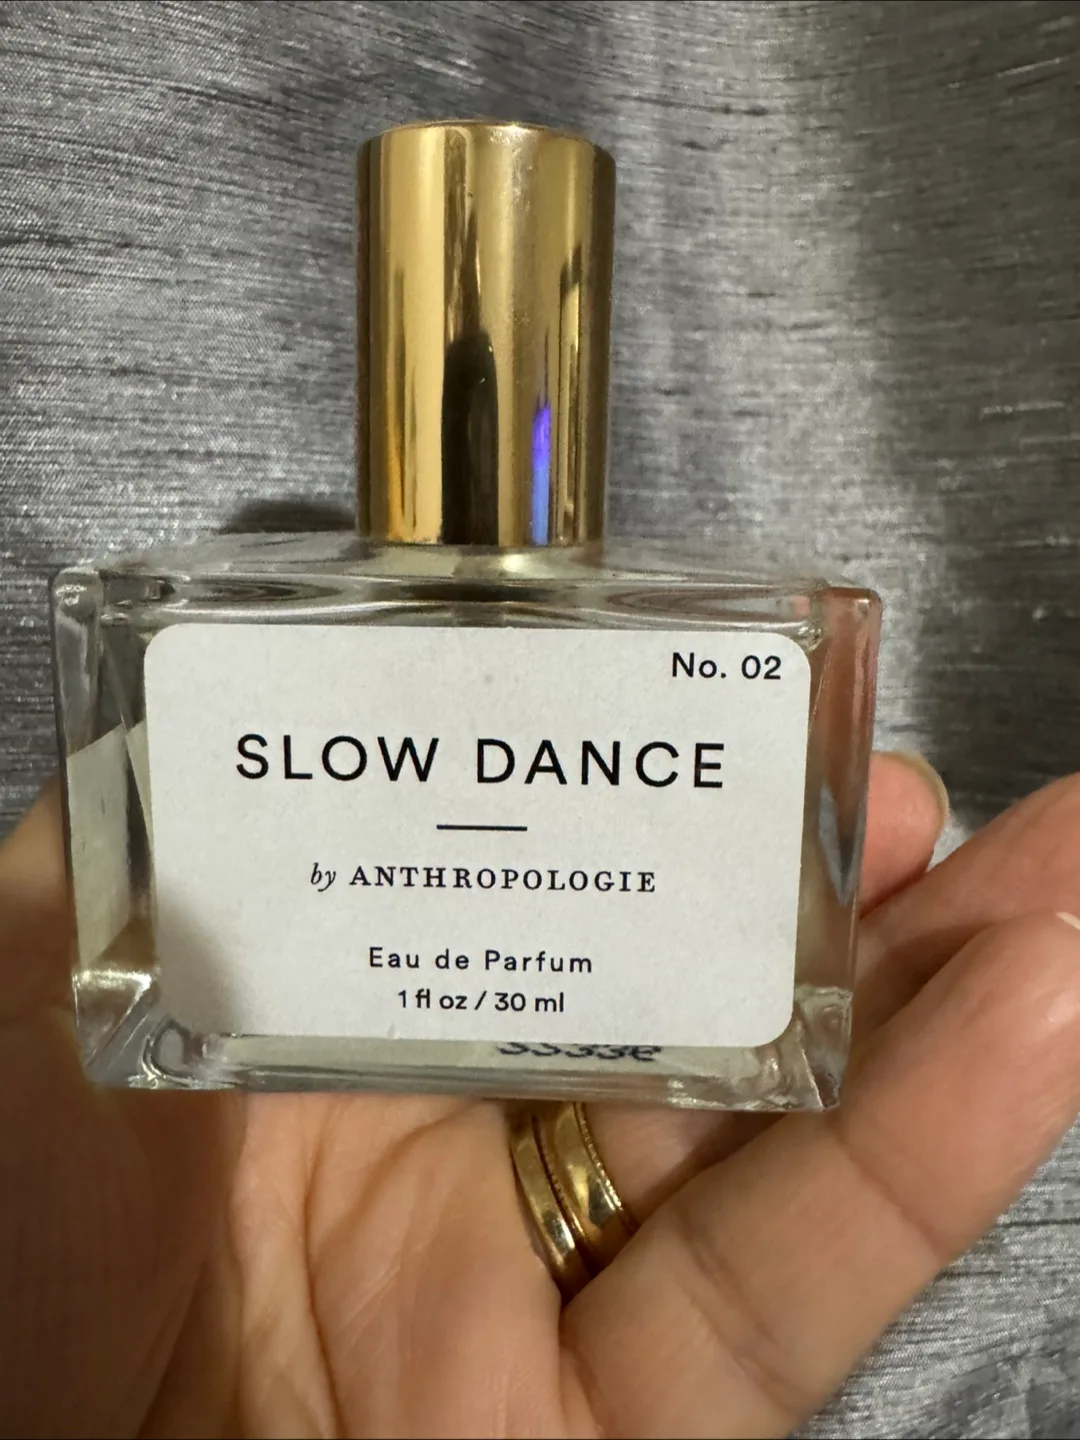 No. 02
SLOW DANCE
by ANTHROPOLOGIE
Eau de Parfum
1 fl oz / 30 ml